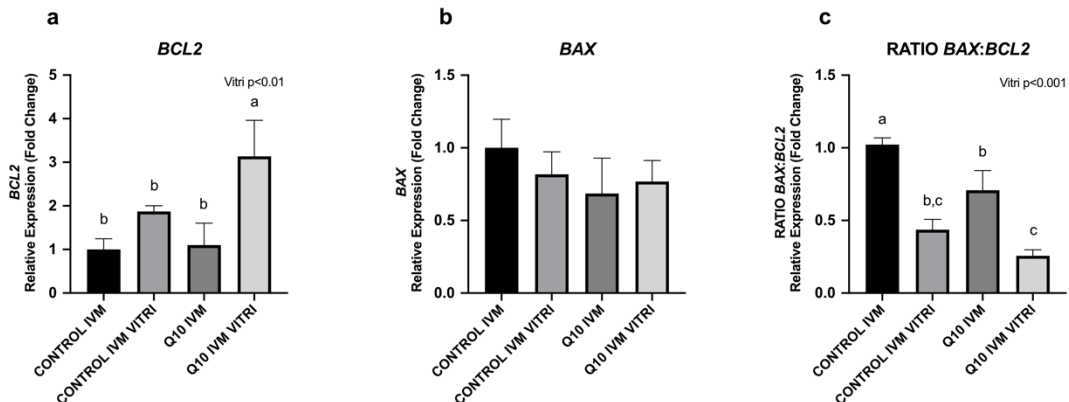 a
BCL2
BCL2
Relative Expression (Fold Change)
5
4
3
2
1
0
Vitri p<0.01
b
b
b
a
CONTROL IVM
CONTROL IVM VITRI
Q10 IVM
Q10 IVM VITRI
b
BAX
BAX
Relative Expression (Fold Change)
1.5
1.0
0.5
0.0
CONTROL IVM
CONTROL IVM VITRI
Q10 IVM
Q10 IVM VITRI
c
RATIO BAX:BCL2
RATIO BAX:BCL2
Relative Expression (Fold Change)
1.5
1.0
0.5
0.0
Vitri p<0.001
a
b,c
b
c
CONTROL IVM
CONTROL IVM VITRI
Q10 IVM
Q10 IVM VITRI